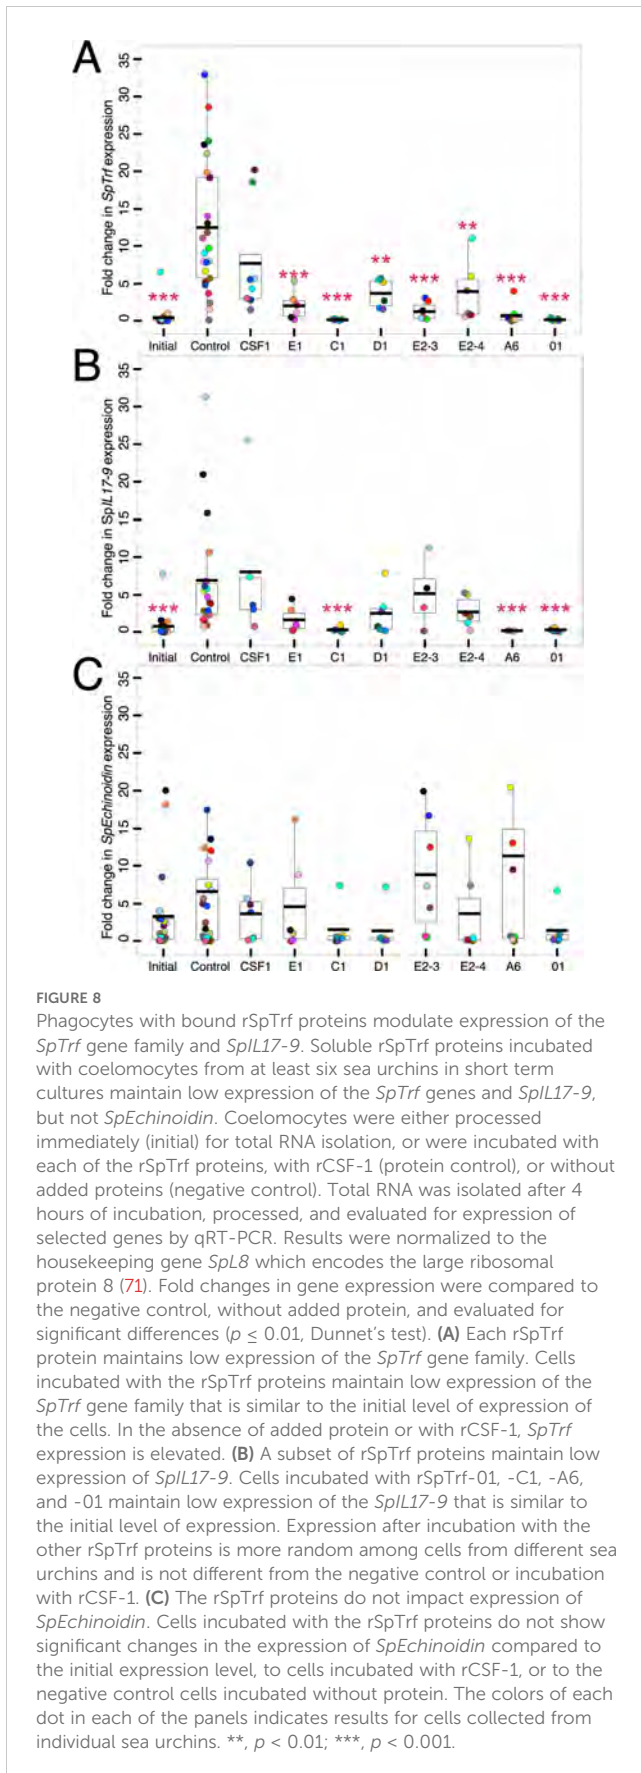 A
Fold change in SpTrf expression
35
30
25
20
15
10
5
0
***
***
***
**
***
**
***
***
Initial Control CSF1 E1 C1 D1 E2-3 E2-4 A6 01
B
Fold change in SpIL17-9 expression
35
30
25
20
15
10
5
0
***
***
***
***
Initial Control CSF1 E1 C1 D1 E2-3 E2-4 A6 01
C
Fold change in SpEchinoidin expression
35
30
25
20
15
10
5
0
Initial Control CSF1 E1 C1 D1 E2-3 E2-4 A6 01
FIGURE 8
Phagocytes with bound rSpTrf proteins modulate expression of the
SpTrf gene family and SpIL17-9. Soluble rSpTrf proteins incubated
with coelomocytes from at least six sea urchins in short term
cultures maintain low expression of the SpTrf genes and SpIL17-9,
but not SpEchinoidin. Coelomocytes were either processed
immediately (initial) for total RNA isolation, or were incubated with
each of the rSpTrf proteins, with rCSF-1 (protein control), or without
added proteins (negative control). Total RNA was isolated after 4
hours of incubation, processed, and evaluated for expression of
selected genes by qRT-PCR. Results were normalized to the
housekeeping gene SpL8 which encodes the large ribosomal
protein 8 (71). Fold changes in gene expression were compared to
the negative control, without added protein, and evaluated for
significant differences (p ≤ 0.01, Dunnet's test). (A) Each rSpTrf
protein maintains low expression of the SpTrf gene family. Cells
incubated with the rSpTrf proteins maintain low expression of the
SpTrf gene family that is similar to the initial level of expression of
the cells. In the absence of added protein or with rCSF-1, SpTrf
expression is elevated. (B) A subset of rSpTrf proteins maintain low
expression of SpIL17-9. Cells incubated with rSpTrf-01, -C1, -A6,
and -01 maintain low expression of the SpIL17-9 that is similar to
the initial level of expression. Expression after incubation with the
other rSpTrf proteins is more random among cells from different sea
urchins and is not different from the negative control or incubation
with rCSF-1. (C) The rSpTrf proteins do not impact expression of
SpEchinoidin. Cells incubated with the rSpTrf proteins do not show
significant changes in the expression of SpEchinoidin compared to
the initial expression level, to cells incubated with rCSF-1, or to the
negative control cells incubated without protein. The colors of each
dot in each of the panels indicates results for cells collected from
individual sea urchins. **, p < 0.01; ***, p < 0.001.